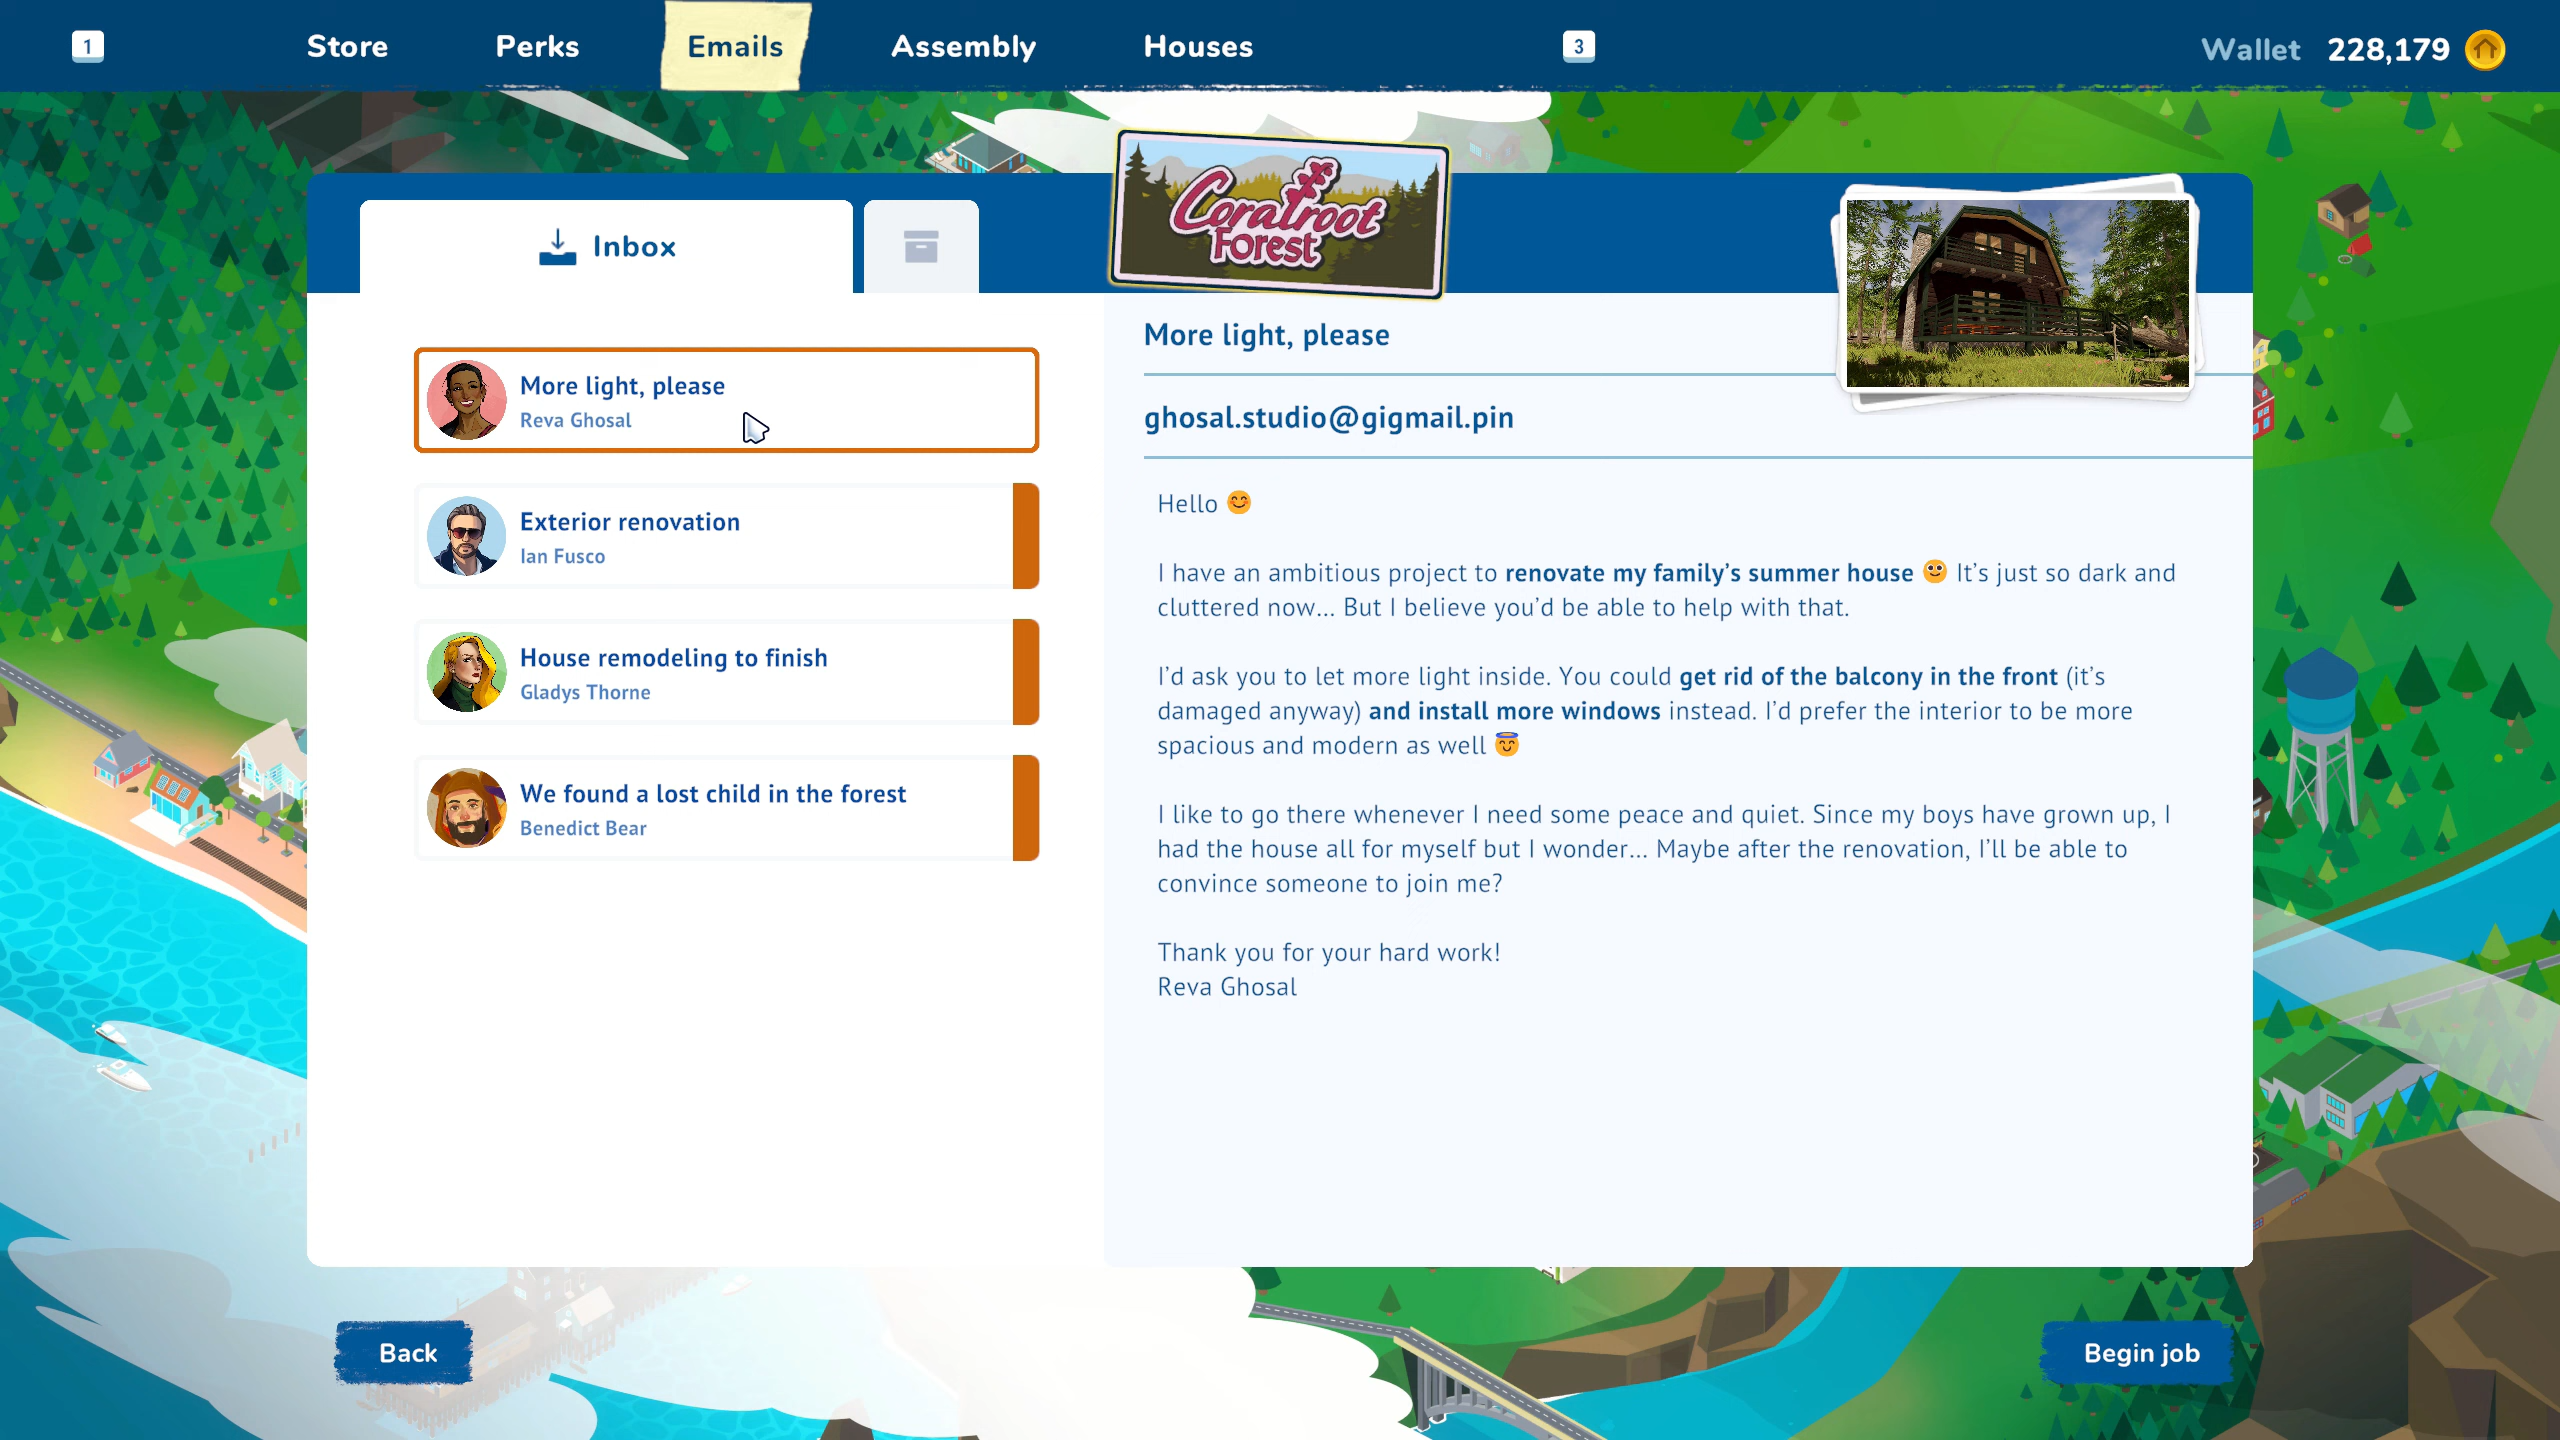 1
Store
Perks
Emails
Assembly
Houses
3
Wallet 228,179
Inbox
Coralroot
Forest
More light, please
Reva Ghosal
Exterior renovation
Ian Fusco
House remodeling to finish
Gladys Thorne
We found a lost child in the forest
Benedict Bear
More light, please
ghosal.studio@gigmail.pin
Hello 😊
I have an ambitious project to renovate my family’s summer house 🙂 It’s just so dark and
cluttered now... But I believe you’d be able to help with that.
I’d ask you to let more light inside. You could get rid of the balcony in the front (it’s
damaged anyway) and install more windows instead. I’d prefer the interior to be more
spacious and modern as well 😇
I like to go there whenever I need some peace and quiet. Since my boys have grown up, I
had the house all for myself but I wonder... Maybe after the renovation, I’ll be able to
convince someone to join me?
Thank you for your hard work!
Reva Ghosal
Back
Begin job